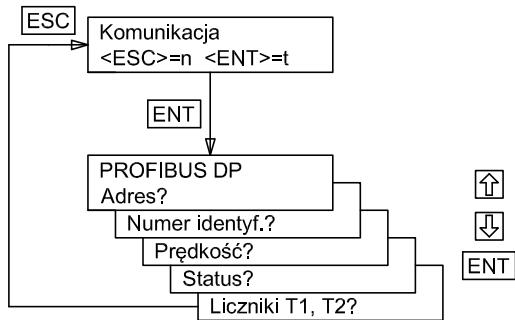 ESC
Komunikacja
<ESC>=n <ENT>=t
ENT
PROFIBUS DP
Adres?
Numer identyf.?
Prędkość?
Status?
ENT
Liczniki T1, T2?